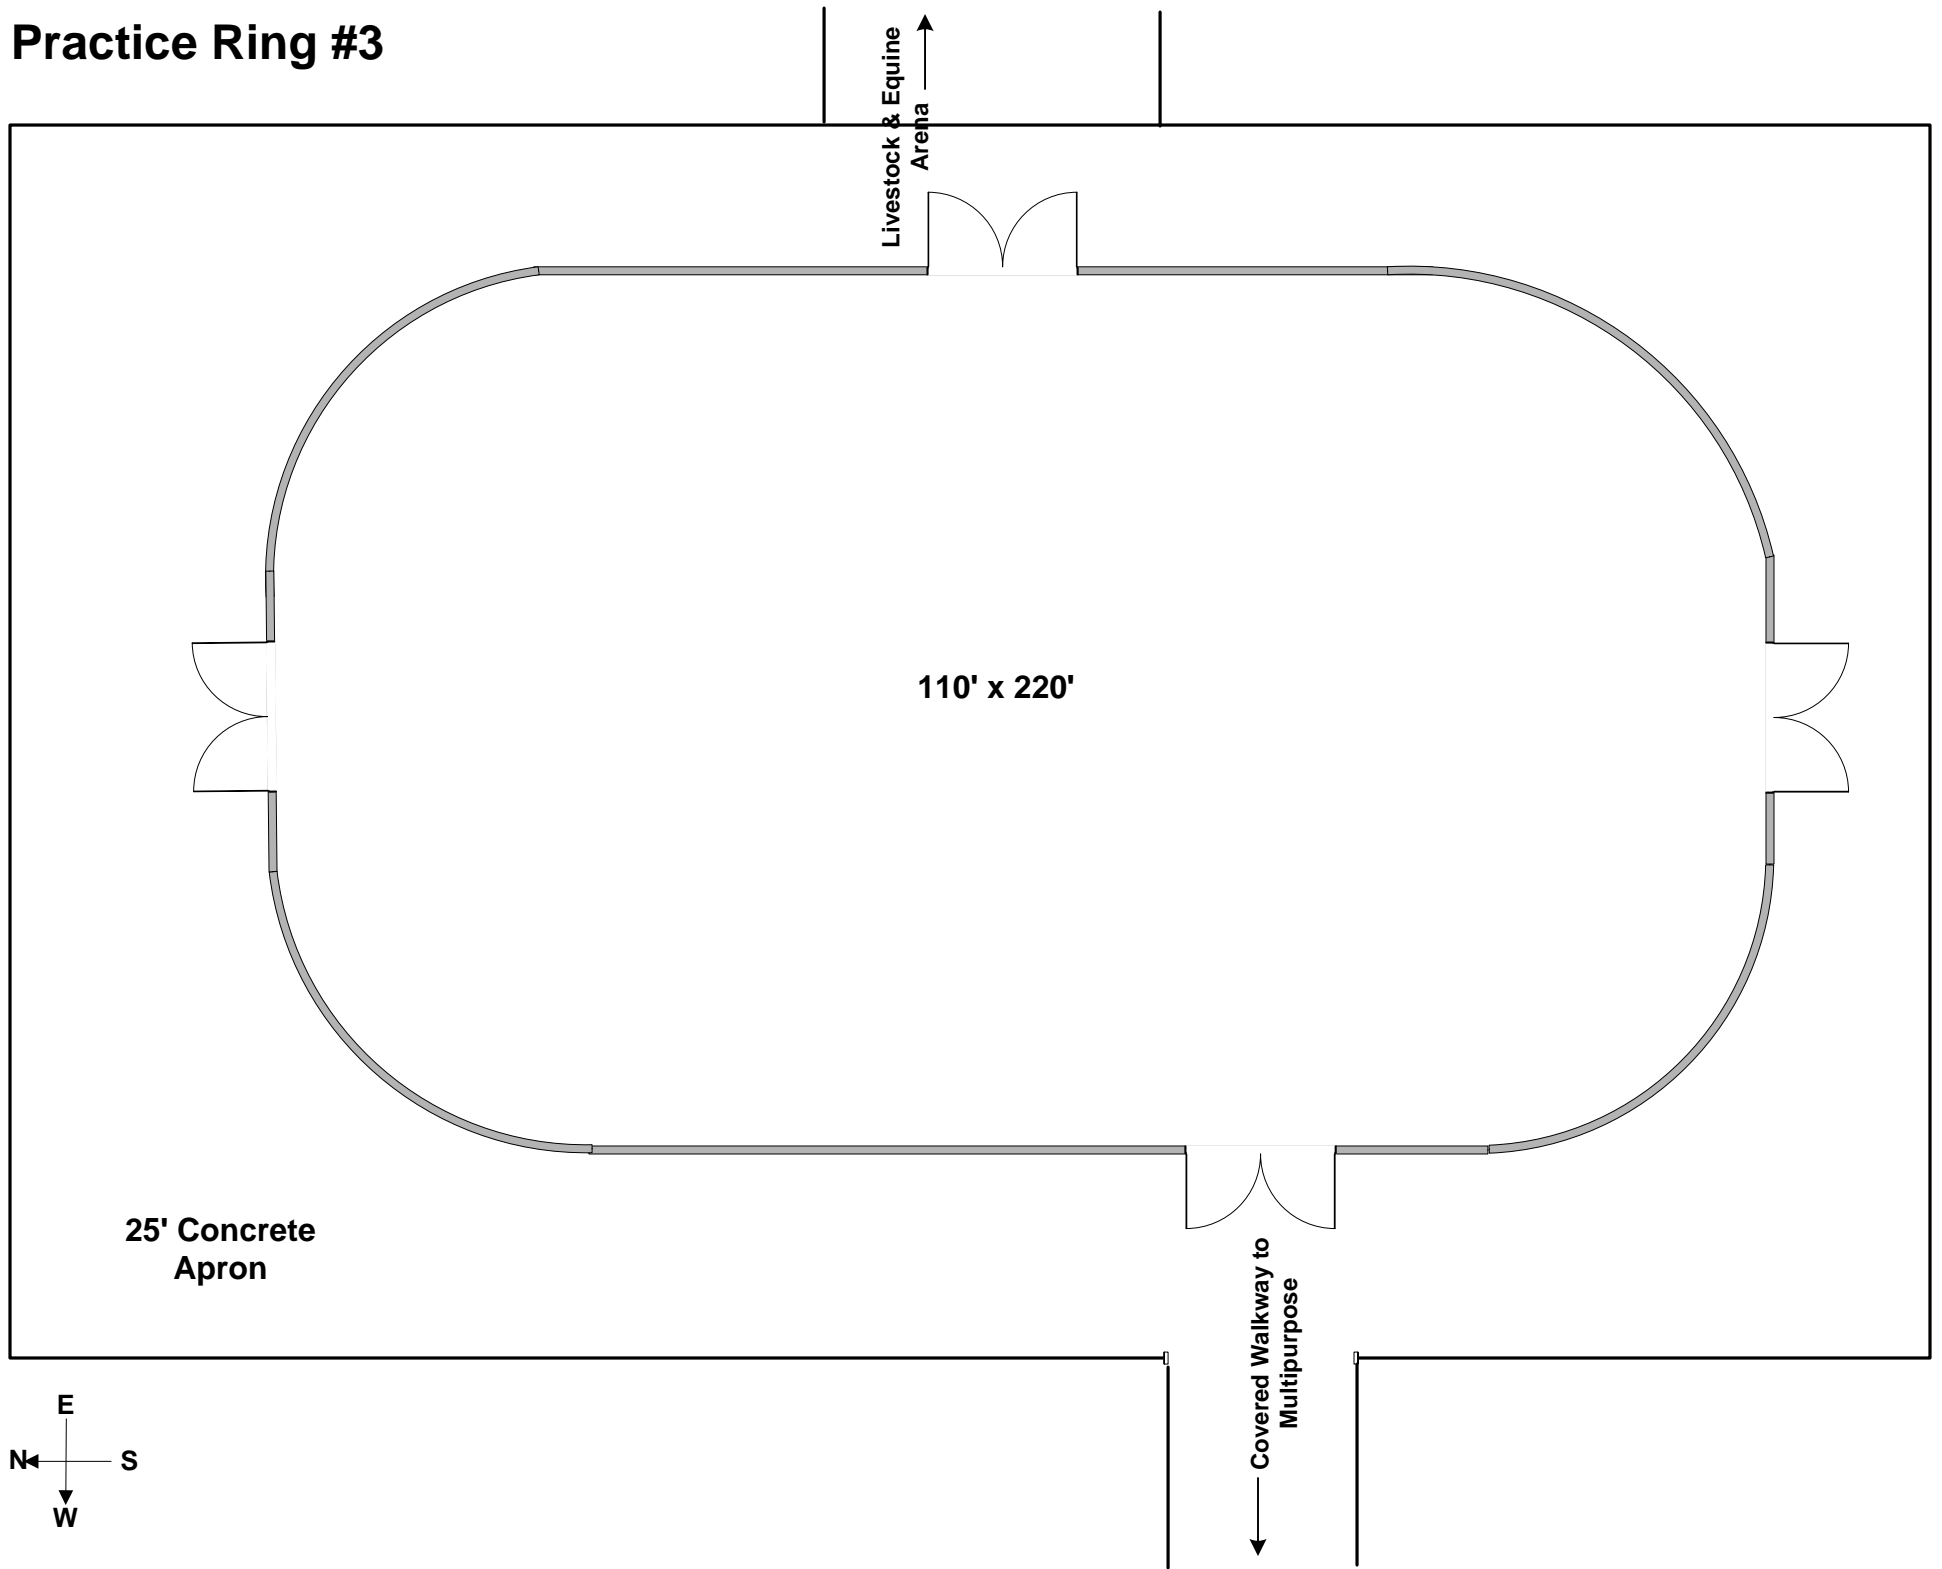 Practice Ring #3
Livestock & Equine
Arena
110' x 220'
25' Concrete
Apron
Covered Walkway to
Multipurpose
E
N
S
W